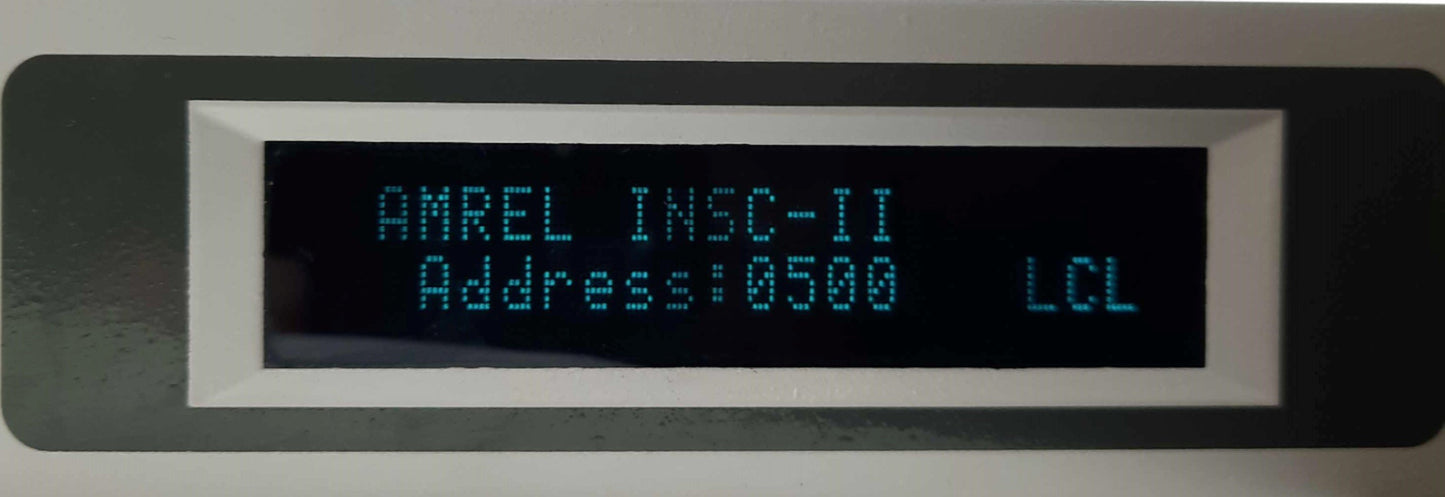 AMREL INSC-II
Address:0500 LCL